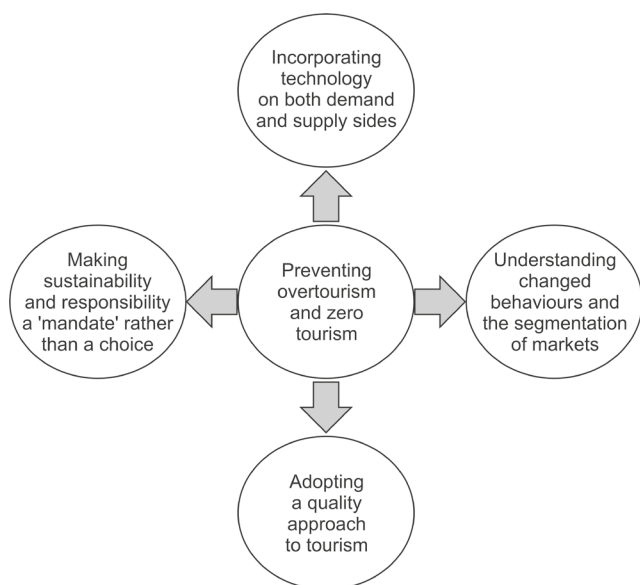 Incorporating
technology
on both demand
and supply sides
Making
sustainability
and responsibility
a 'mandate' rather
than a choice
Preventing
overtourism
and zero
tourism
Understanding
changed
behaviours and
the segmentation
of markets
Adopting
a quality
approach
to tourism